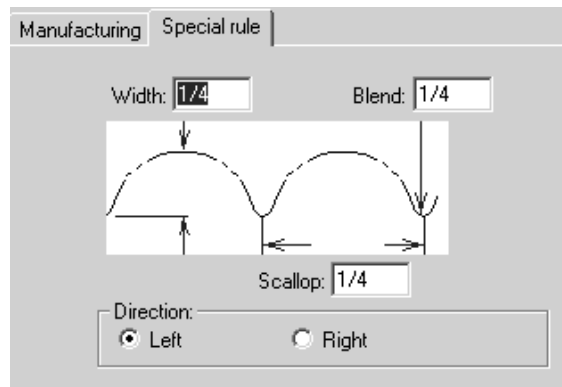 Manufacturing Special rule
Width: 1/4 Blend: 1/4
Scallop: 1/4
Direction:
Left Right